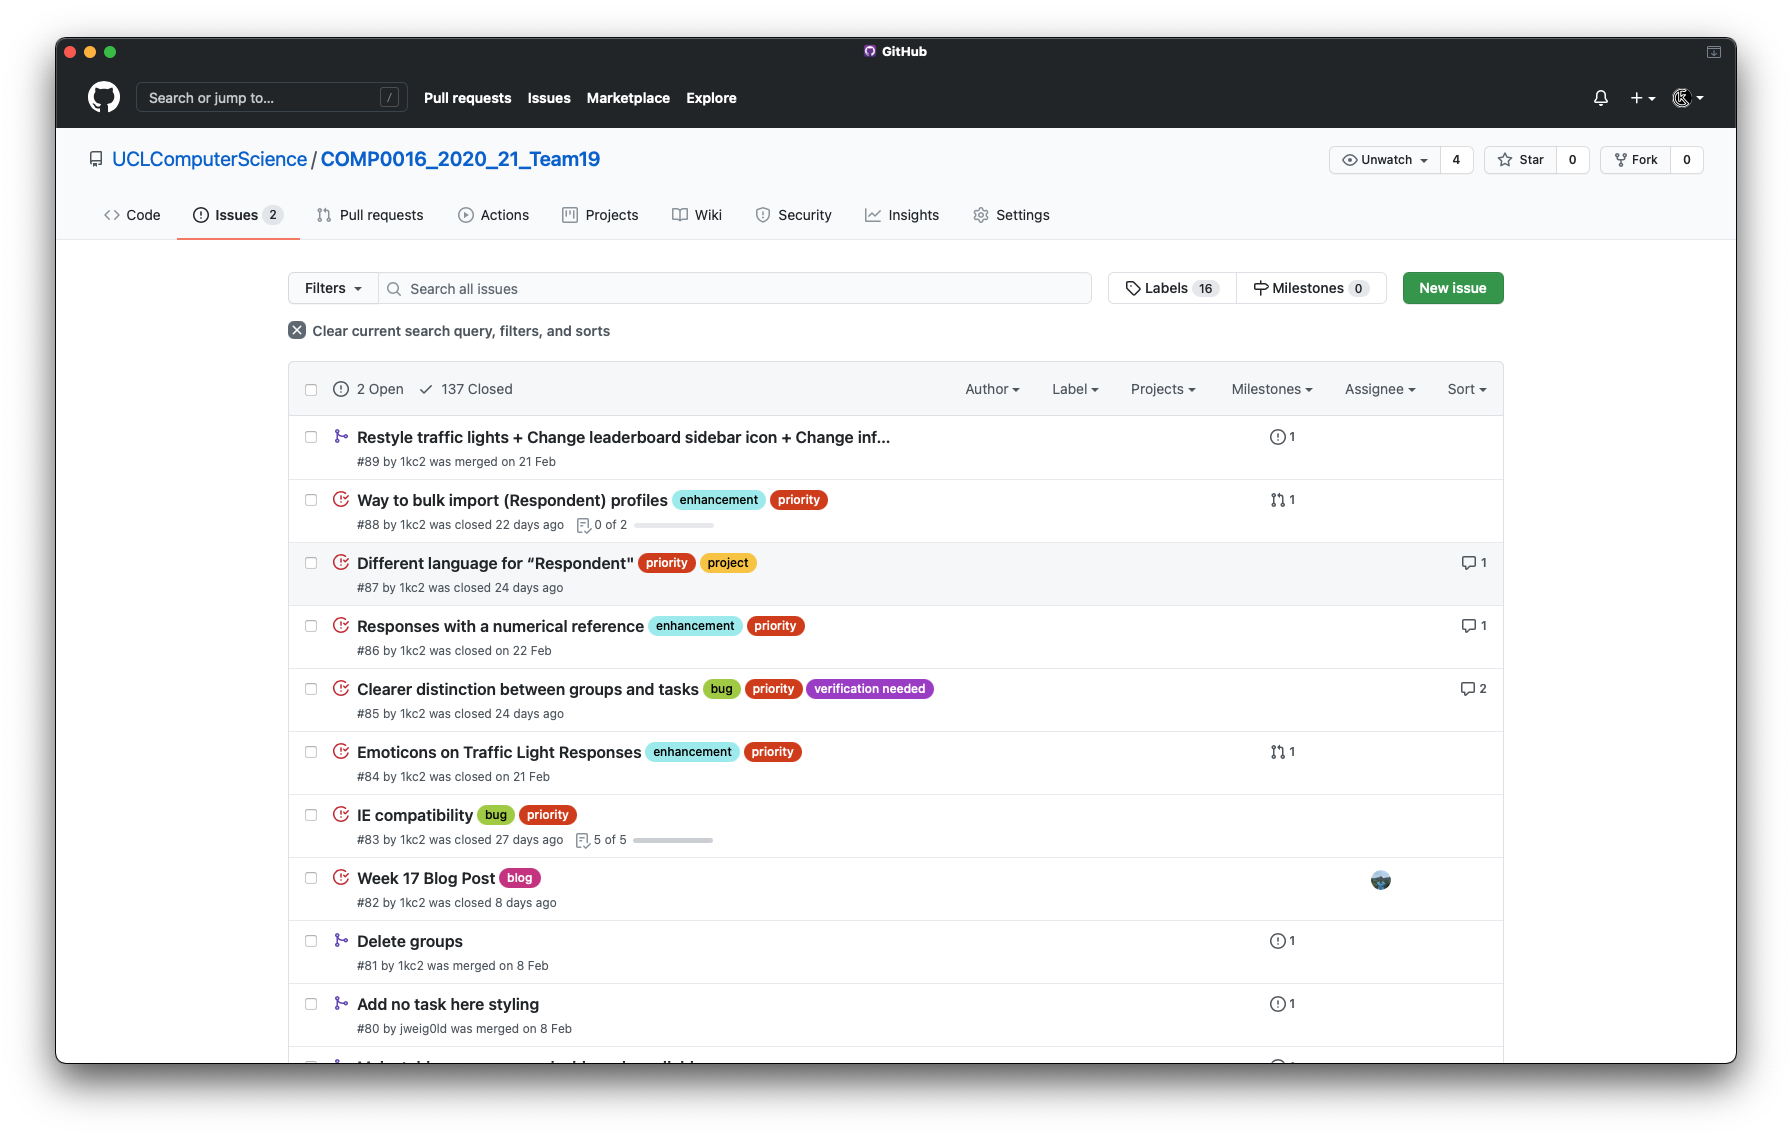 GitHub
Search or jump to... /
Pull requests Issues Marketplace Explore
UCLComputerScience / COMP0016_2020_21_Team19
Unwatch 4 Star 0 Fork 0
Code Issues 2 Pull requests Actions Projects Wiki Security Insights Settings
Filters Search all issues Labels 16 Milestones 0 New issue
Clear current search query, filters, and sorts
2 Open 137 Closed Author Label Projects Milestones Assignee Sort
Restyle traffic lights + Change leaderboard sidebar icon + Change inf... 1
#89 by 1kc2 was merged on 21 Feb
Way to bulk import (Respondent) profiles enhancement priority 1
#88 by 1kc2 was closed 22 days ago 0 of 2
Different language for “Respondent" priority project 1
#87 by 1kc2 was closed 24 days ago
Responses with a numerical reference enhancement priority 1
#86 by 1kc2 was closed on 22 Feb
Clearer distinction between groups and tasks bug priority verification needed 2
#85 by 1kc2 was closed 24 days ago
Emoticons on Traffic Light Responses enhancement priority 1
#84 by 1kc2 was closed on 21 Feb
IE compatibility bug priority
#83 by 1kc2 was closed 27 days ago 5 of 5
Week 17 Blog Post blog
#82 by 1kc2 was closed 8 days ago
Delete groups 1
#81 by 1kc2 was merged on 8 Feb
Add no task here styling 1
#80 by jweig0ld was merged on 8 Feb